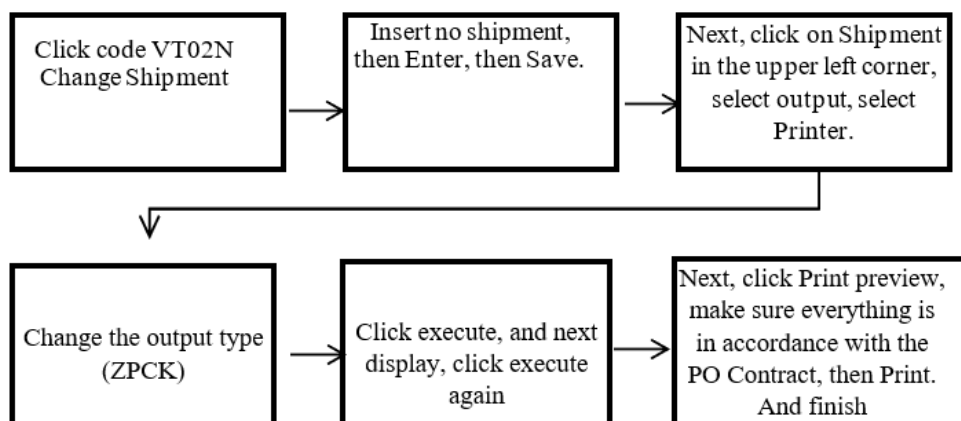 Click code VT02N
Change Shipment
Insert no shipment,
then Enter, then Save.
Next, click on Shipment
in the upper left corner,
select output, select
Printer.
Change the output type
(ZPCK)
Click execute, and next
display, click execute
again
Next, click Print preview,
make sure everything is
in accordance with the
PO Contract, then Print.
And finish